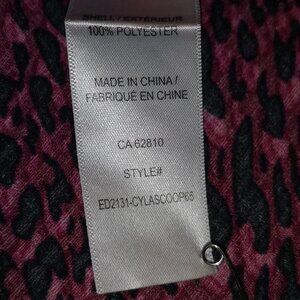 SHELL / EXTÉRIEUR
100% POLYESTER
MADE IN CHINA /
FABRIQUÉ EN CHINE
CA 62810
STYLE#
ED2131-CYLASCOOP65